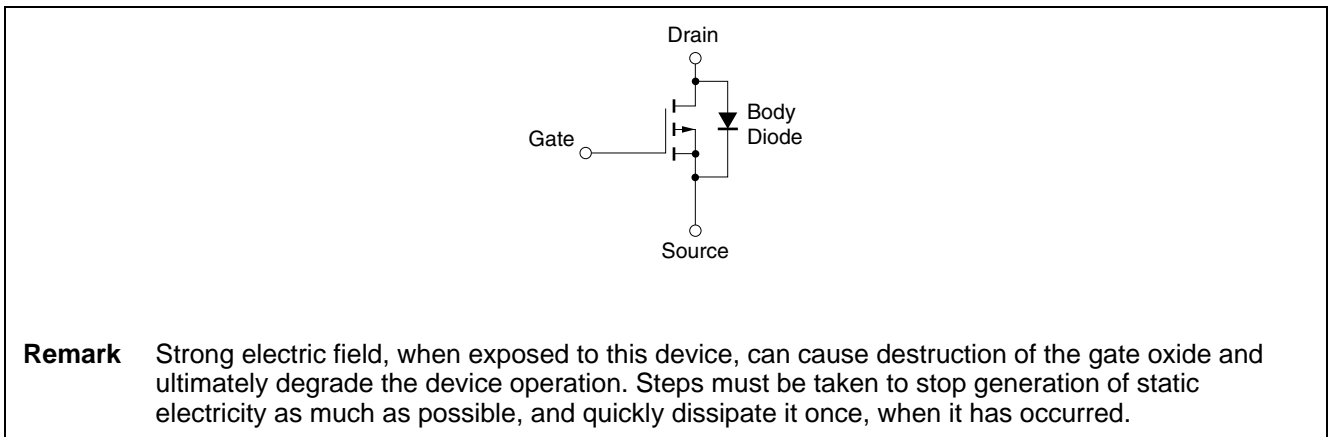 Drain
Body
Diode
Gate
Source
Remark Strong electric field, when exposed to this device, can cause destruction of the gate oxide and
ultimately degrade the device operation. Steps must be taken to stop generation of static
electricity as much as possible, and quickly dissipate it once, when it has occurred.